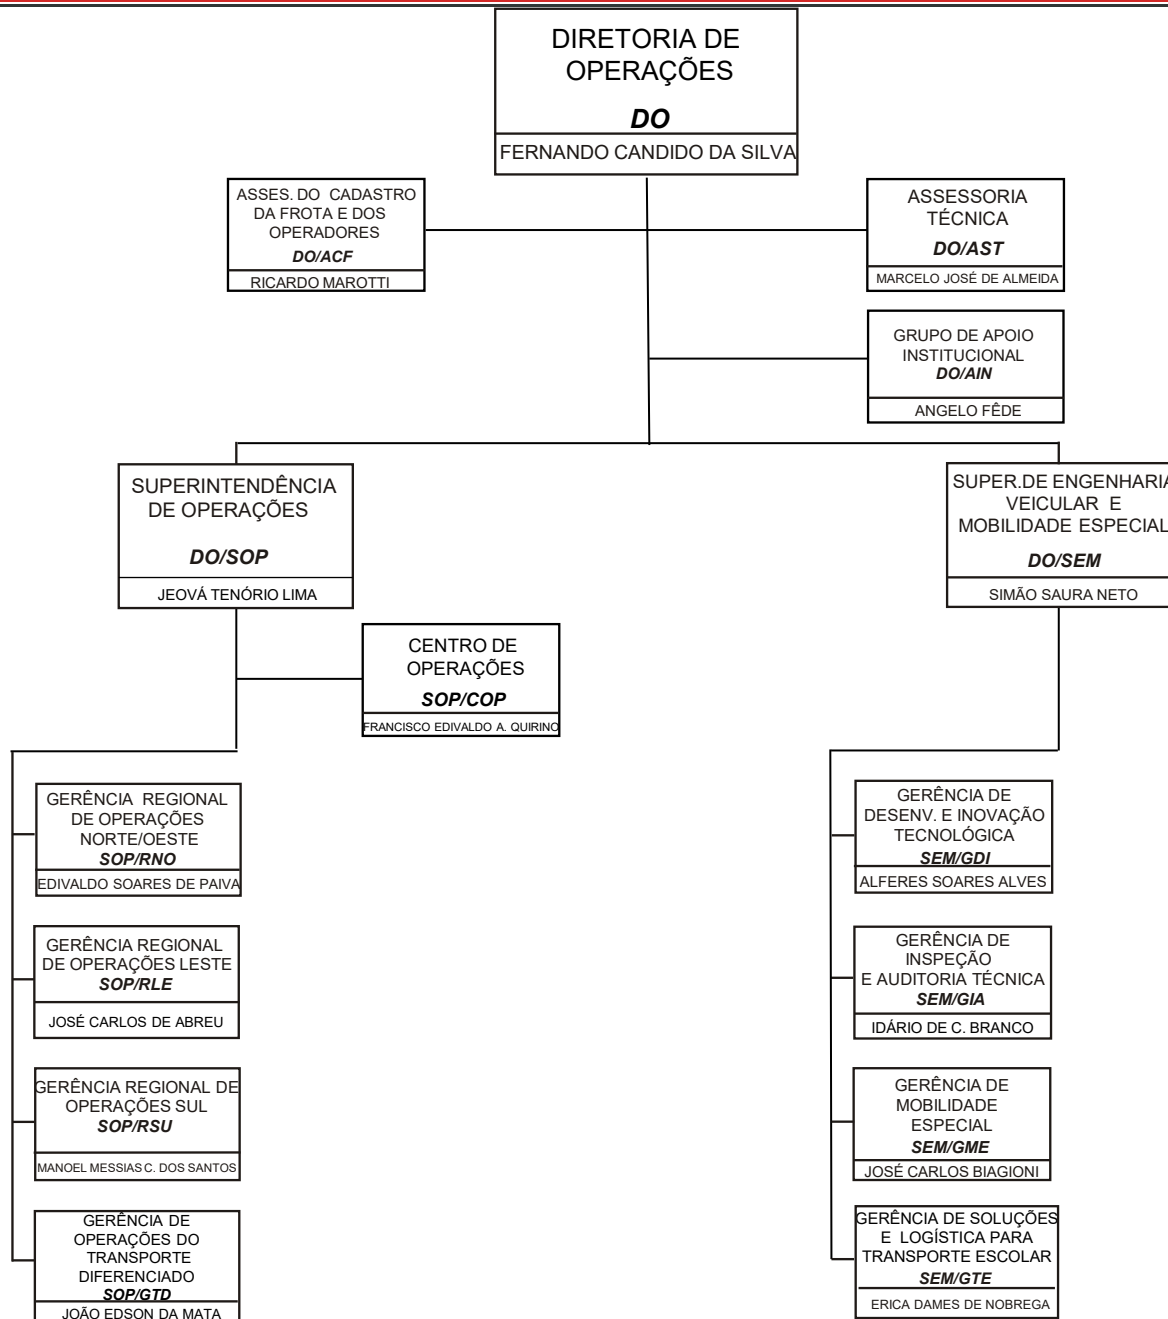 DIRETORIA DE
OPERAÇÕES
DO
FERNANDO CANDIDO DA SILVA
ASSES. DO CADASTRO
DA FROTA E DOS
OPERADORES
DO/ACF
RICARDO MAROTTI
ASSESSORIA
TÉCNICA
DO/AST
MARCELO JOSÉ DE ALMEIDA
GRUPO DE APOIO
INSTITUCIONAL
DO/AIN
ANGELO FÊDE
SUPERINTENDÊNCIA
DE OPERAÇÕES
DO/SOP
JEOVÁ TENÓRIO LIMA
SUPER.DE ENGENHARIA
VEICULAR E
MOBILIDADE ESPECIAL
DO/SEM
SIMÃO SAURA NETO
CENTRO DE
OPERAÇÕES
SOP/COP
FRANCISCO EDIVALDO A. QUIRINO
GERÊNCIA REGIONAL
DE OPERAÇÕES
NORTE/OESTE
SOP/RNO
EDIVALDO SOARES DE PAIVA
GERÊNCIA REGIONAL
DE OPERAÇÕES LESTE
SOP/RLE
JOSÉ CARLOS DE ABREU
GERÊNCIA REGIONAL DE
OPERAÇÕES SUL
SOP/RSU
MANOEL MESSIAS C. DOS SANTOS
GERÊNCIA DE
OPERAÇÕES DO
TRANSPORTE
DIFERENCIADO
SOP/GTD
JOÃO EDSON DA MATA
GERÊNCIA DE
DESENV. E INOVAÇÃO
TECNOLÓGICA
SEM/GDI
ALFERES SOARES ALVES
GERÊNCIA DE
INSPEÇÃO
E AUDITORIA TÉCNICA
SEM/GIA
IDÁRIO DE C. BRANCO
GERÊNCIA DE
MOBILIDADE
ESPECIAL
SEM/GME
JOSÉ CARLOS BIAGIONI
GERÊNCIA DE SOLUÇÕES
E LOGÍSTICA PARA
TRANSPORTE ESCOLAR
SEM/GTE
ERICA DAMES DE NOBREGA